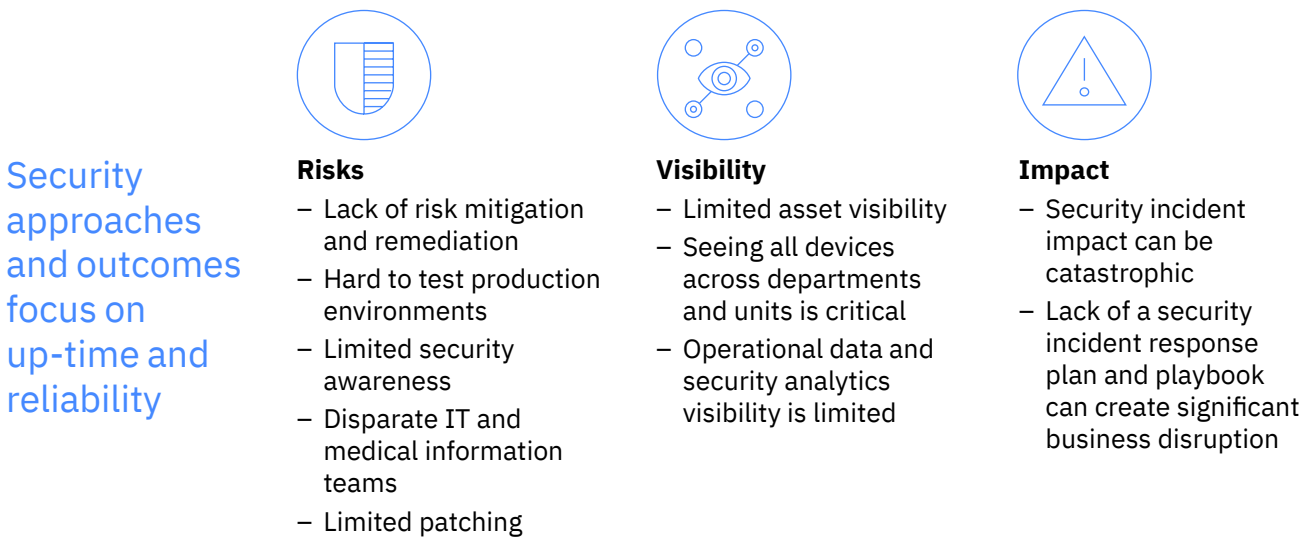 Security
approaches
and outcomes
focus on
up-time and
reliability
Risks
– Lack of risk mitigation
and remediation
– Hard to test production
environments
– Limited security
awareness
– Disparate IT and
medical information
teams
– Limited patching
Visibility
– Limited asset visibility
– Seeing all devices
across departments
and units is critical
– Operational data and
security analytics
visibility is limited
Impact
– Security incident
impact can be
catastrophic
– Lack of a security
incident response
plan and playbook
can create significant
business disruption